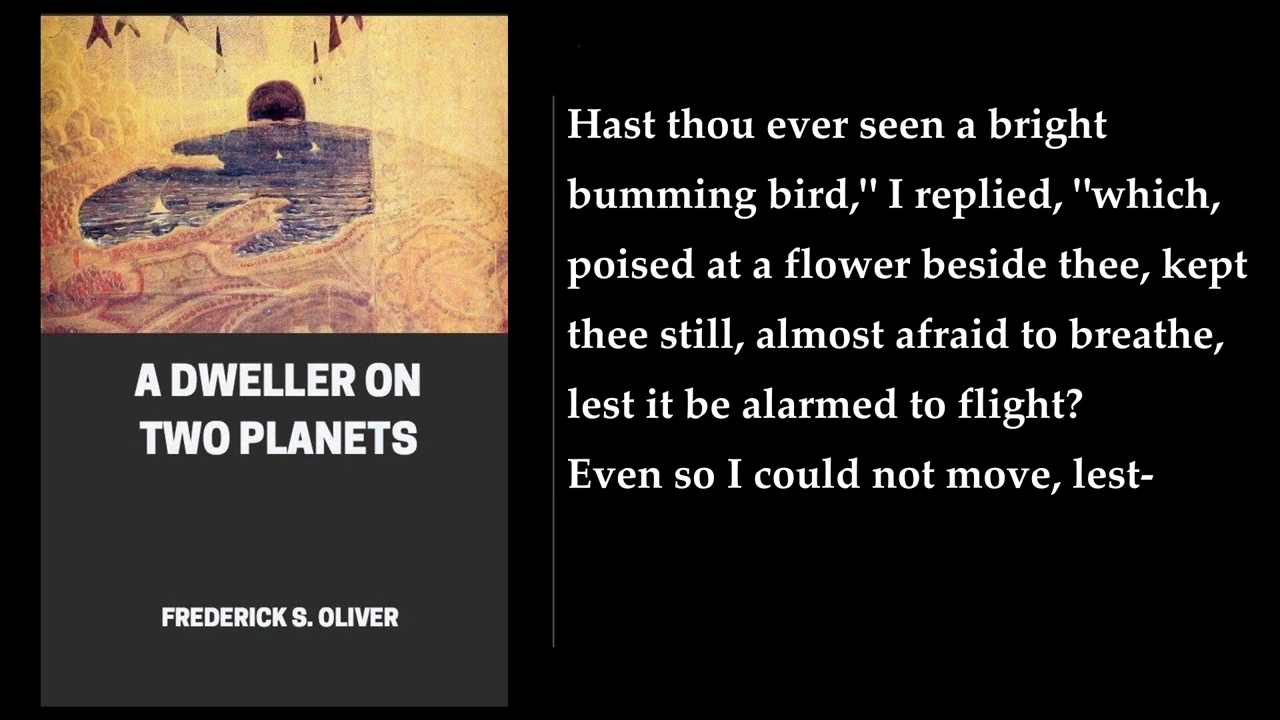 A DWELLER ON
TWO PLANETS
FREDERICK S. OLIVER
Hast thou ever seen a bright
bumming bird," I replied, "which,
poised at a flower beside thee, kept
thee still, almost afraid to breathe,
lest it be alarmed to flight?
Even so I could not move, lest-